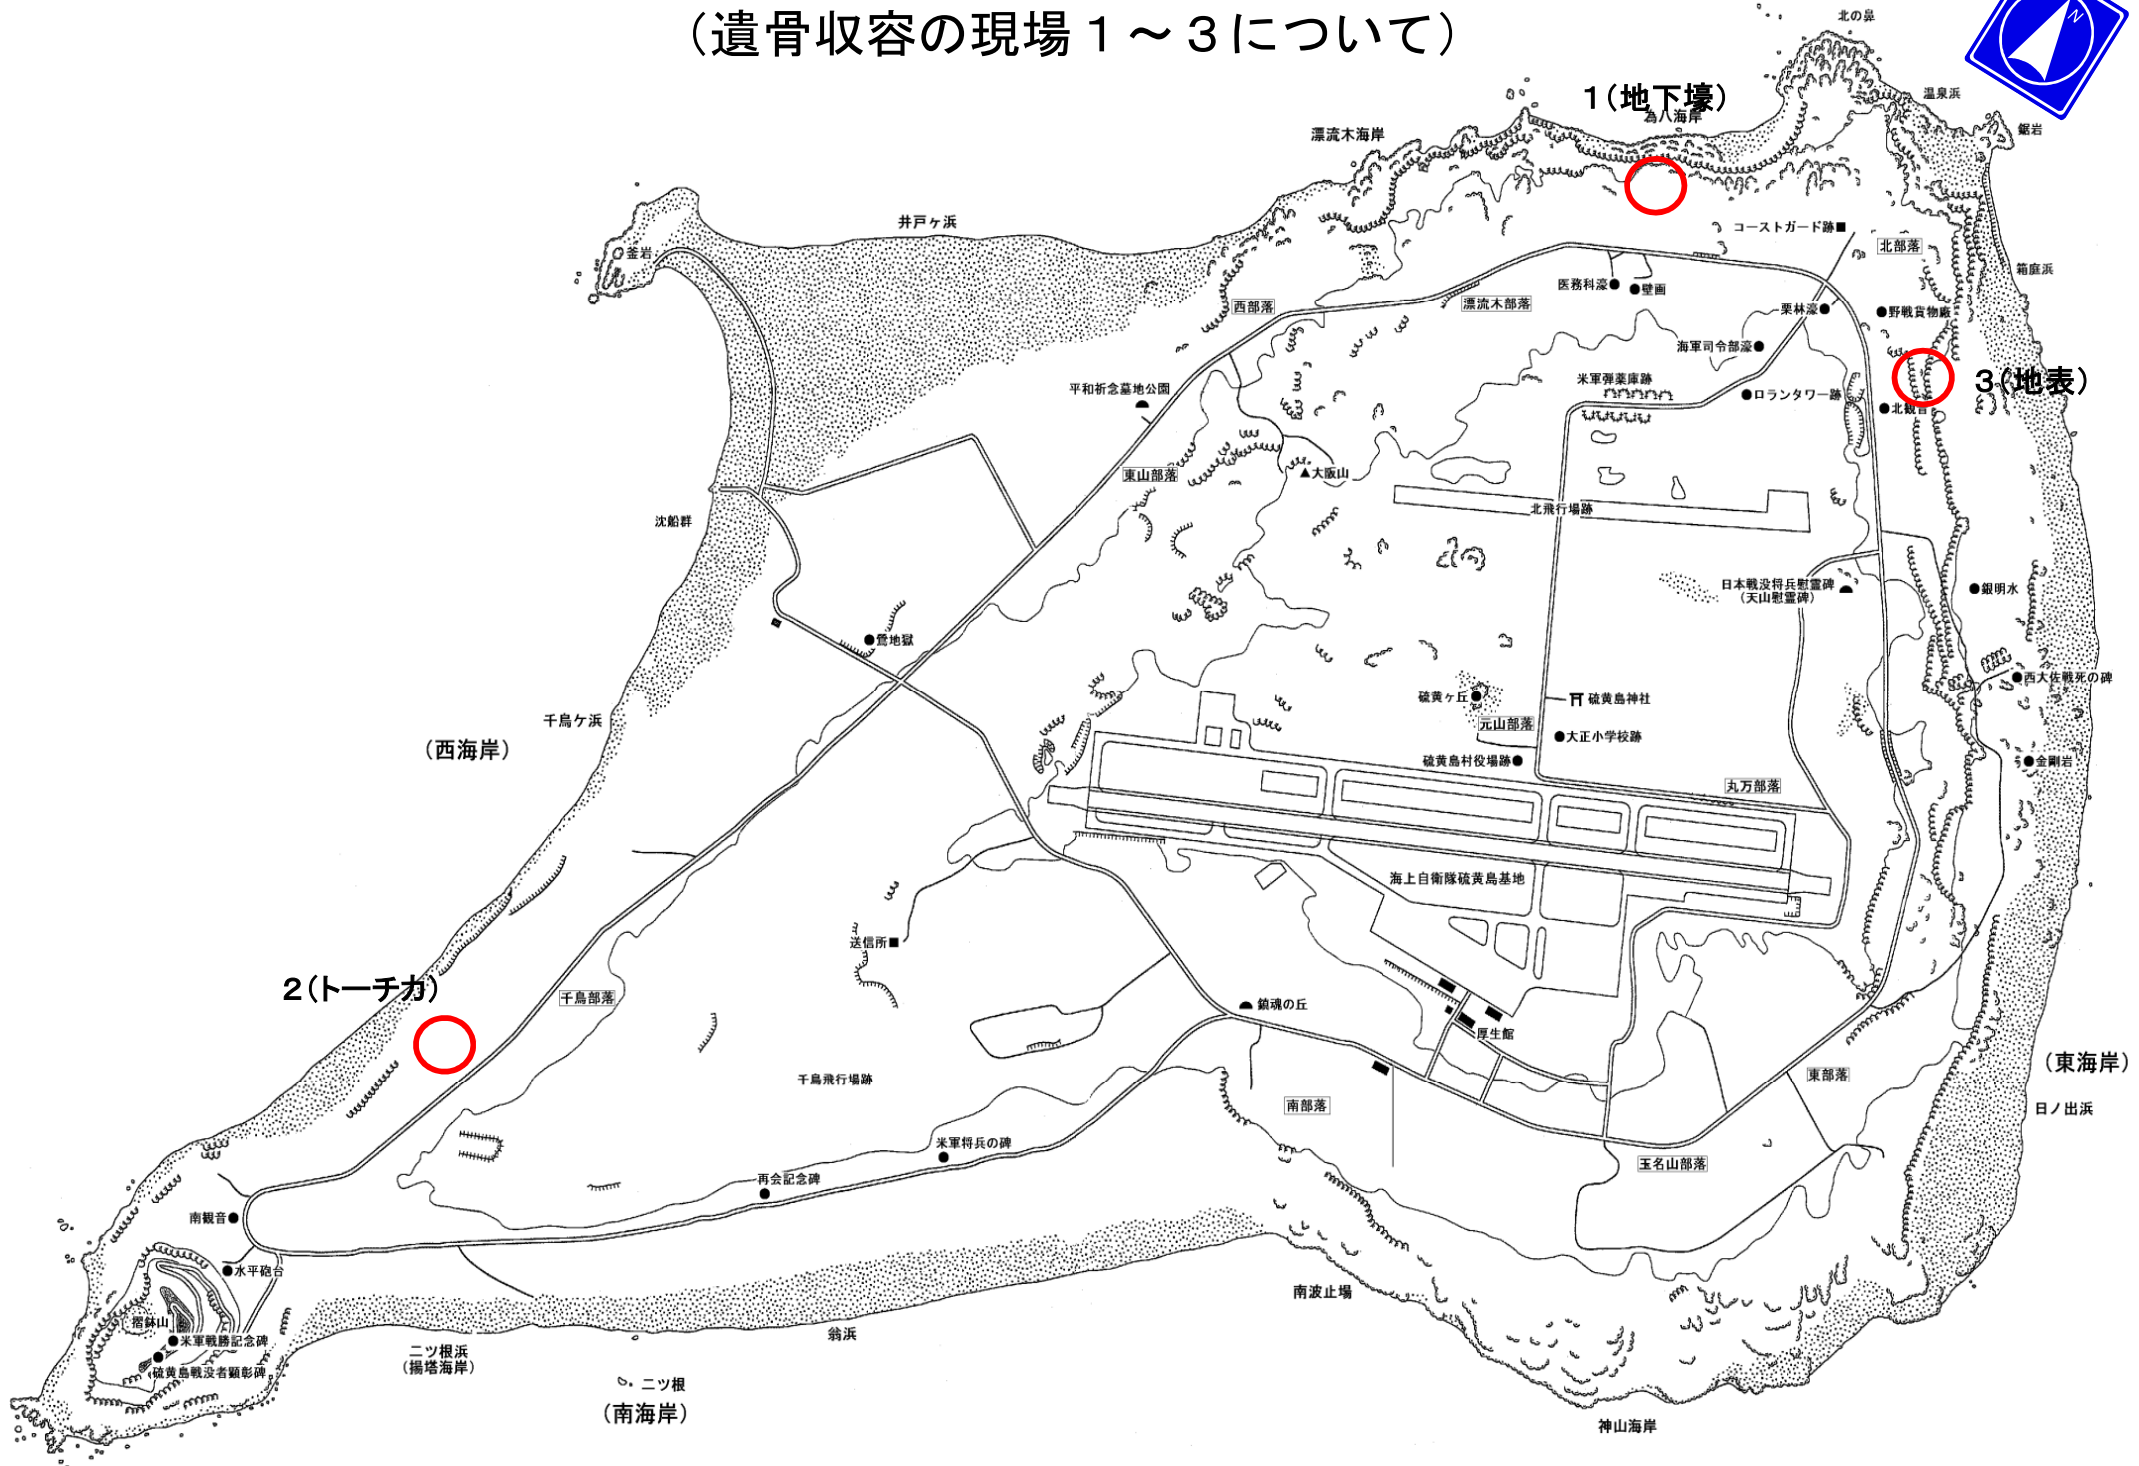 （遺骨収容の現場１～３について）
北の鼻
N
温泉浜
１（地下壕）
為八海岸
漂流木海岸
鋸岩
井戸ヶ浜
コーストガード跡
北部落
釜岩
箱庭浜
医務科濠
壁画
西部落
漂流木部落
栗林濠
野戦貨物廠
海軍司令部濠
平和祈念墓地公園
米軍弾薬庫跡
ロランタワー跡
３（地表）
北観音
東山部落
大阪山
北飛行場跡
沈船群
日本戦没将兵慰霊碑
（天山慰霊碑）
銀明水
鶯地獄
西大佐戦死の碑
硫黄ヶ丘
硫黄島神社
千鳥ケ浜
元山部落
大正小学校跡
（西海岸）
硫黄島村役場跡
金剛岩
丸万部落
海上自衛隊硫黄島基地
送信所
２（トーチカ）
千鳥部落
鎮魂の丘
厚生館
（東海岸）
千鳥飛行場跡
東部落
南部落
日ノ出浜
米軍将兵の碑
玉名山部落
再会記念碑
南観音
水平砲台
南波止場
摺鉢山
米軍戦勝記念碑
翁浜
二ツ根浜
（揚塔海岸）
硫黄島戦没者顕彰碑
二ツ根
（南海岸）
神山海岸